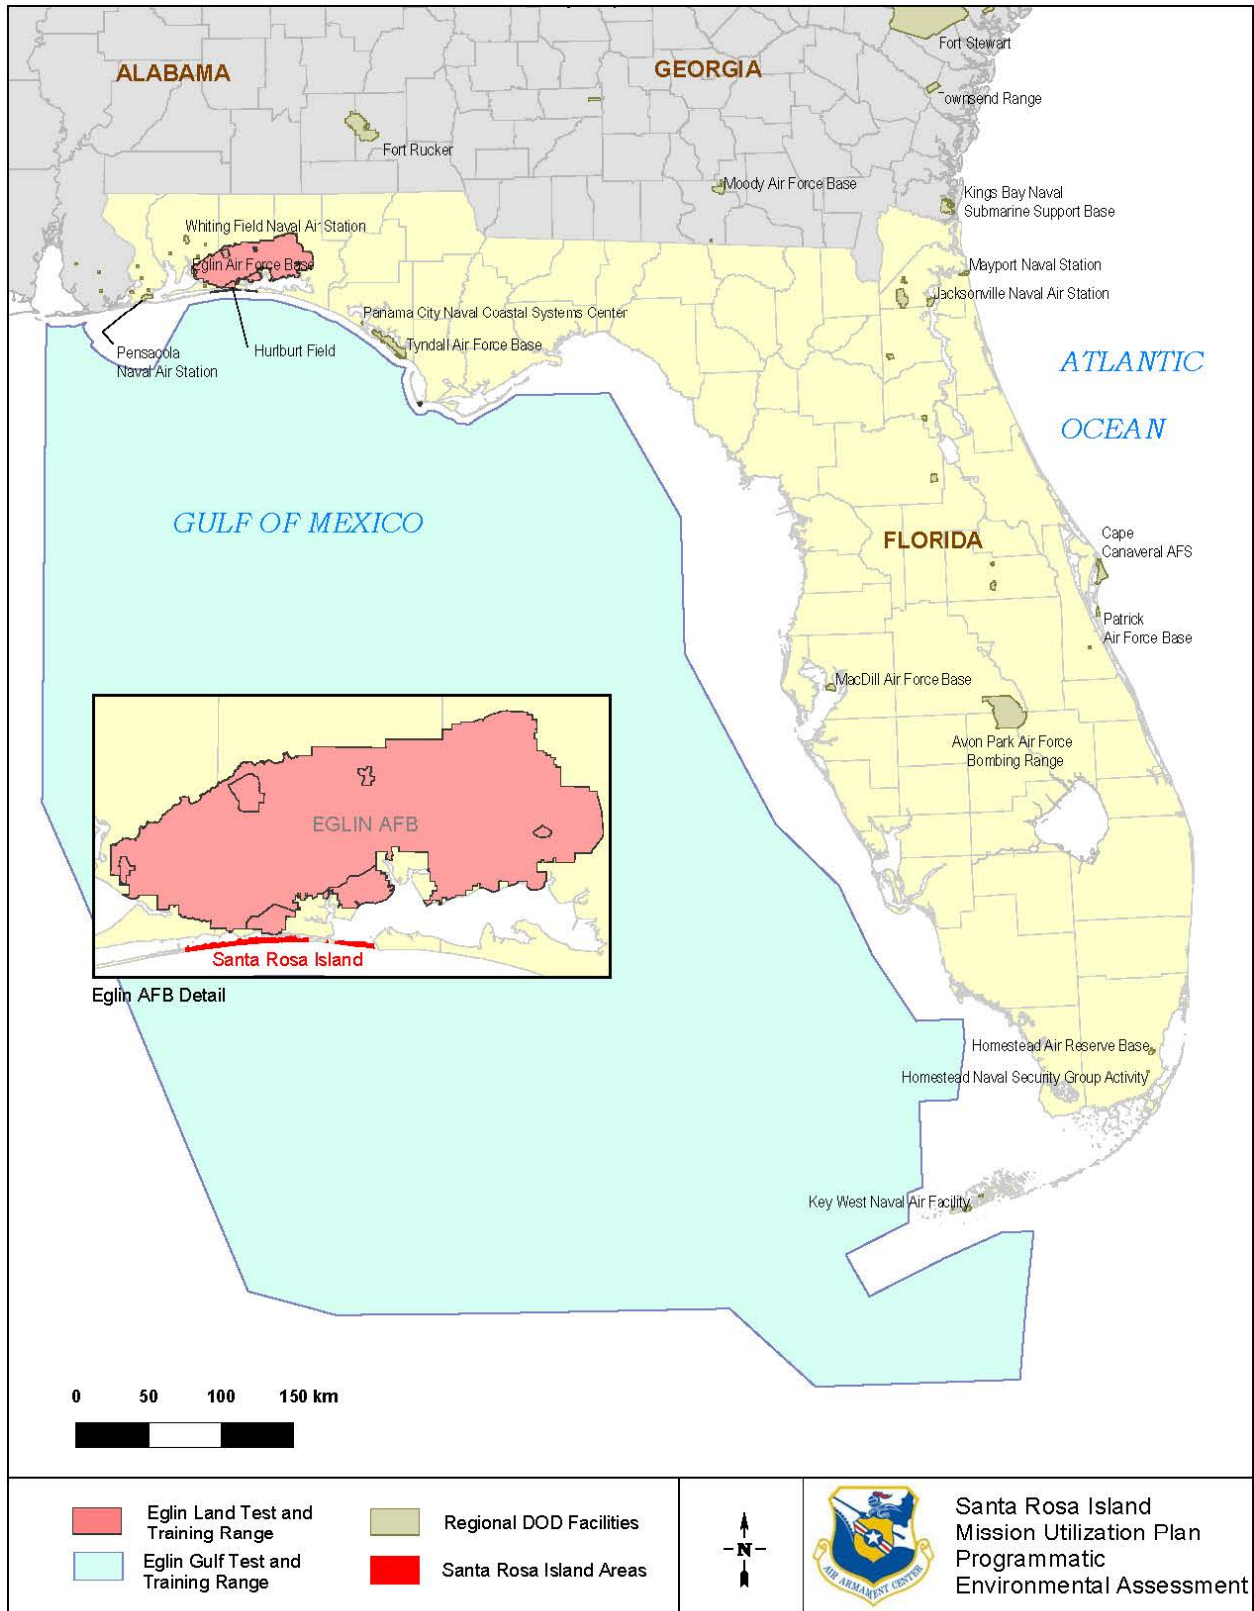 Fort Stewart
ALABAMA
GEORGIA
Townsend Range
Fort Rucker
Moody Air Force Base
Kings Bay Naval
Submarine Support Base
Whiting Field Naval Air Station
Eglin Air Force Base
Mayport Naval Station
Jacksonville Naval Air Station
Panama City Naval Coastal Systems Center
Tyndall Air Force Base
Pensacola
Naval Air Station
Hurlburt Field
ATLANTIC
OCEAN
GULF OF MEXICO
FLORIDA
Cape
Canaveral AFS
Patrick
Air Force Base
MacDill Air Force Base
Avon Park Air Force
Bombing Range
EGLIN AFB
Santa Rosa Island
Eglin AFB Detail
Homestead Air Reserve Base
Homestead Naval Security Group Activity
Key West Naval Air Facility
0 50 100 150 km
Eglin Land Test and
Training Range
Eglin Gulf Test and
Training Range
Regional DOD Facilities
Santa Rosa Island Areas
N
AIR ARMAMENT CENTER
Santa Rosa Island
Mission Utilization Plan
Programmatic
Environmental Assessment